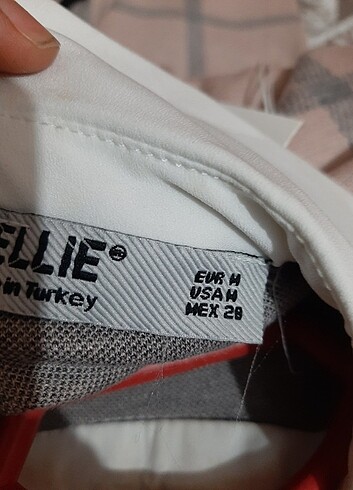 ELLIE®
in Turkey
EUR M
USA M
MEX 28